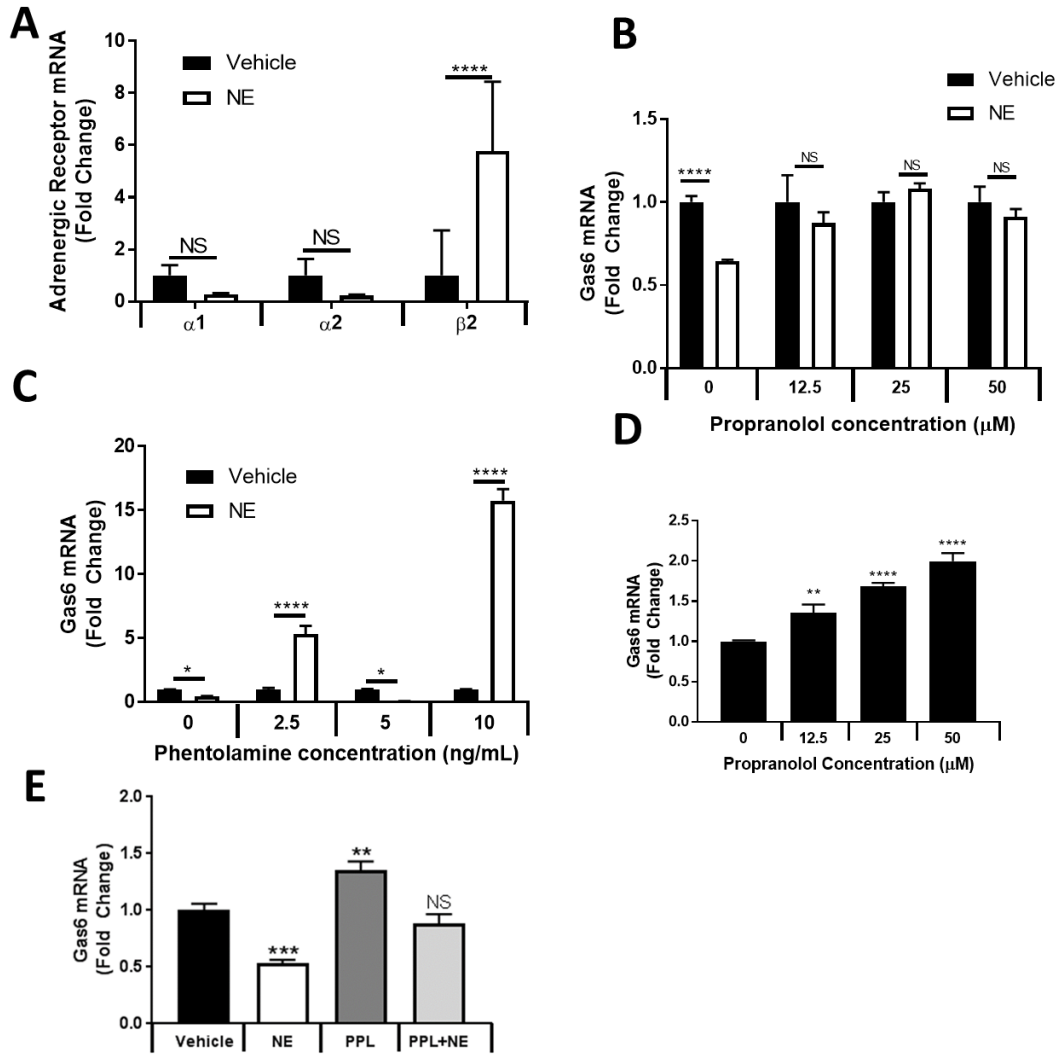 A
Adrenergic Receptor mRNA
(Fold Change)
10
8
6
4
2
0
Vehicle
NE
NS
NS
****
α1
α2
β2
B
Vehicle
NE
Gas6 mRNA
(Fold Change)
1.5
1.0
0.5
0.0
****
NS
NS
NS
0
12.5
25
50
Propranolol concentration (μM)
C
Gas6 mRNA
(Fold Change)
20
15
10
5
0
Vehicle
NE
*
****
*
****
0
2.5
5
10
Phentolamine concentration (ng/mL)
D
Gas6 mRNA
(Fold Change)
2.5
2.0
1.5
1.0
0.5
0.0
**
****
****
0
12.5
25
50
Propranolol Concentration (μM)
E
Gas6 mRNA
(Fold Change)
2.0
1.5
1.0
0.5
0.0
***
**
NS
Vehicle
NE
PPL
PPL+NE